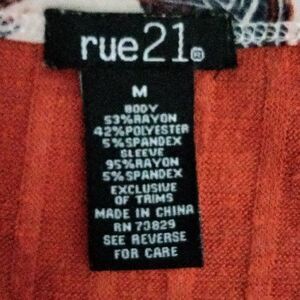 rue21®
M
BODY
53%RAYON
42%POLYESTER
5%SPANDEX
SLEEVE
95%RAYON
5%SPANDEX
EXCLUSIVE
OF TRIMS
MADE IN CHINA
RN 73829
SEE REVERSE
FOR CARE